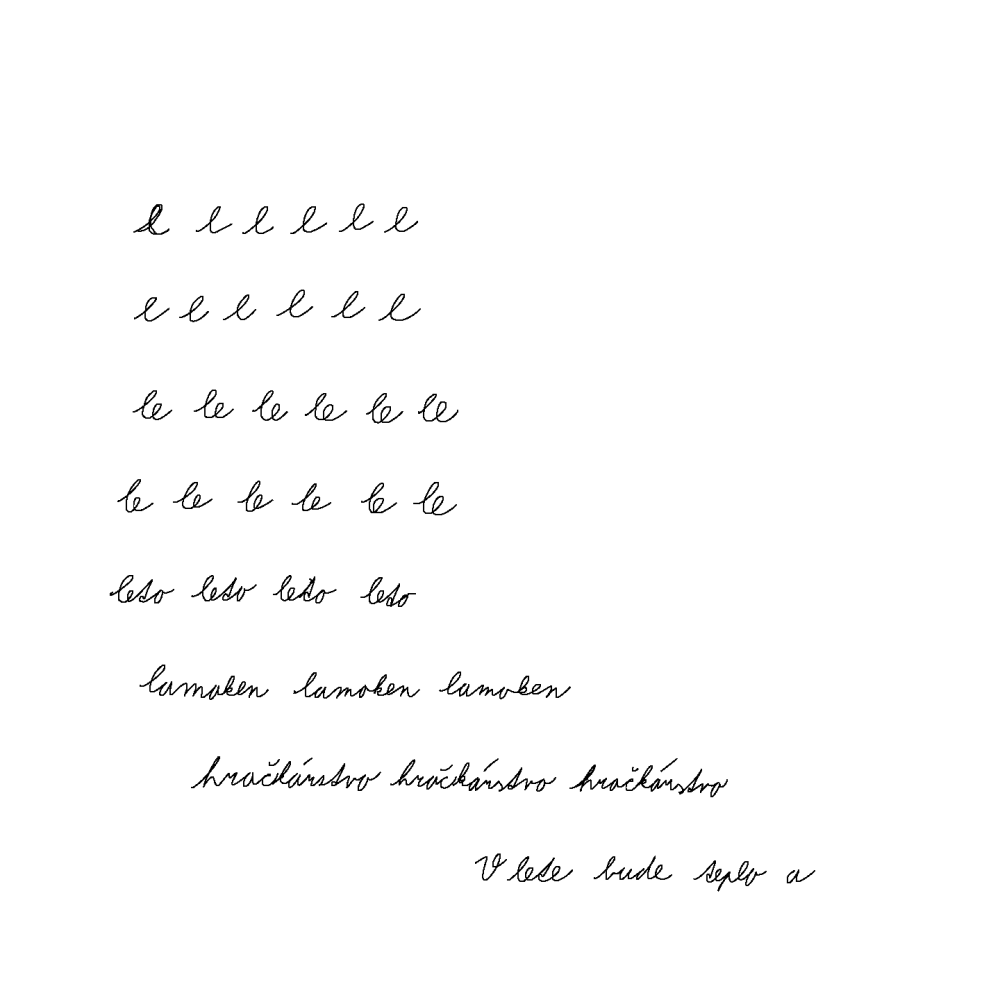 l l l l l l
l l l l l l
le le le le le le
le le le le le le
leto leto leto leto
lamoken lamoken lamoken
hračkárstvo hračkárstvo hračkárstvo
V lete bude teplo a